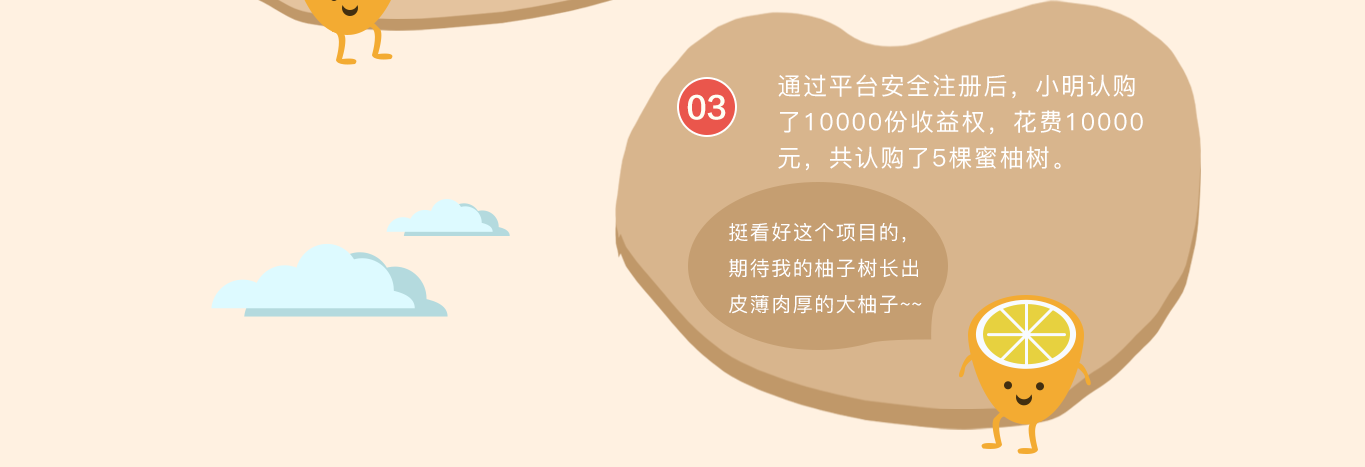 03
通过平台安全注册后，小明认购
了10000份收益权，花费10000
元，共认购了5棵蜜柚树。
挺看好这个项目的，
期待我的柚子树长出
皮薄肉厚的大柚子~~